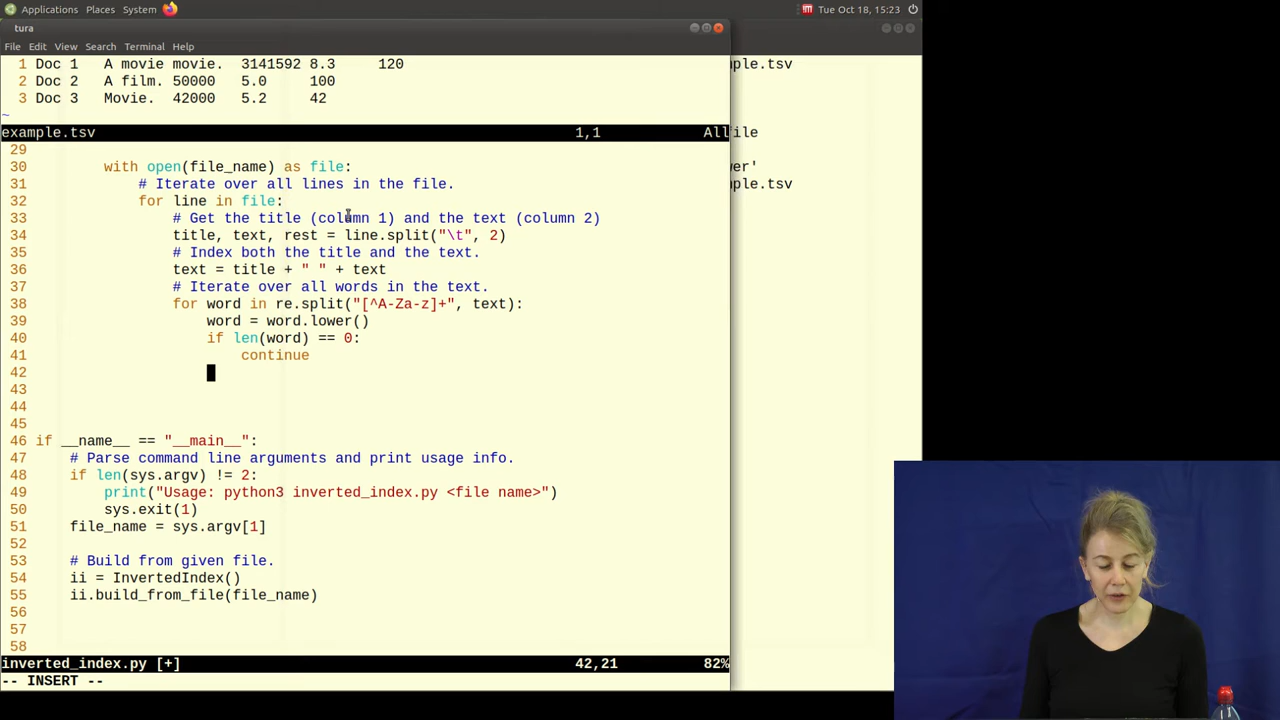 Applications Places System Tue Oct 18, 15:23
tura
File Edit View Search Terminal Help
1 Doc 1 A movie movie. 3141592 8.3 120
2 Doc 2 A film. 50000 5.0 100
3 Doc 3 Movie. 42000 5.2 42
~
example.tsv 1,1 All
29
30 with open(file_name) as file:
31 # Iterate over all lines in the file.
32 for line in file:
33 # Get the title (column 1) and the text (column 2)
34 title, text, rest = line.split("\t", 2)
35 # Index both the title and the text.
36 text = title + " " + text
37 # Iterate over all words in the text.
38 for word in re.split("[^A-Za-z]+", text):
39 word = word.lower()
40 if len(word) == 0:
41 continue
42
43
44
45
46 if __name__ == "__main__":
47 # Parse command line arguments and print usage info.
48 if len(sys.argv) != 2:
49 print("Usage: python3 inverted_index.py <file name>")
50 sys.exit(1)
51 file_name = sys.argv[1]
52
53 # Build from given file.
54 ii = InvertedIndex()
55 ii.build_from_file(file_name)
56
57
58
inverted_index.py [+] 42,21 82%
-- INSERT --
mple.tsv
file
wer'
mple.tsv